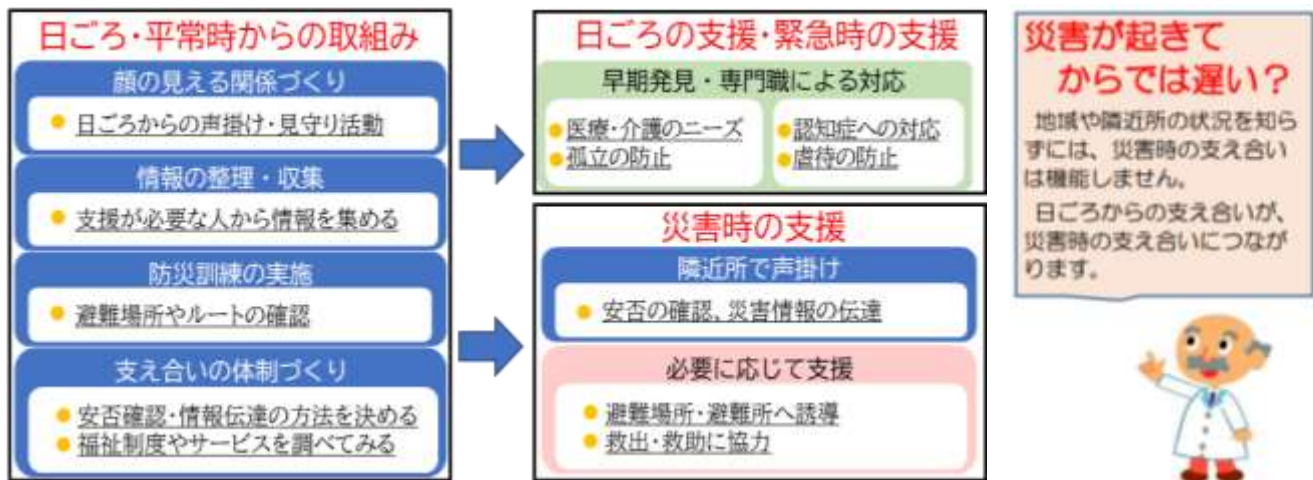 日ごろ・平常時からの取組み
顔の見える関係づくり
日ごろからの声掛け・見守り活動
情報の整理・収集
支援が必要な人から情報を集める
防災訓練の実施
避難場所やルートの確認
支え合いの体制づくり
安否確認・情報伝達の方法を決める
福祉制度やサービスを調べてみる
日ごろの支援・緊急時の支援
早期発見・専門職による対応
医療・介護のニーズ
孤立の防止
認知症への対応
虐待の防止
災害時の支援
隣近所で声掛け
安否の確認、災害情報の伝達
必要に応じて支援
避難場所・避難所へ誘導
救出・救助に協力
災害が起きて
からでは遅い？
地域や隣近所の状況を知ら
ずには、災害時の支え合い
は機能しません。
日ごろからの支え合いが、
災害時の支え合いにつなが
ります。